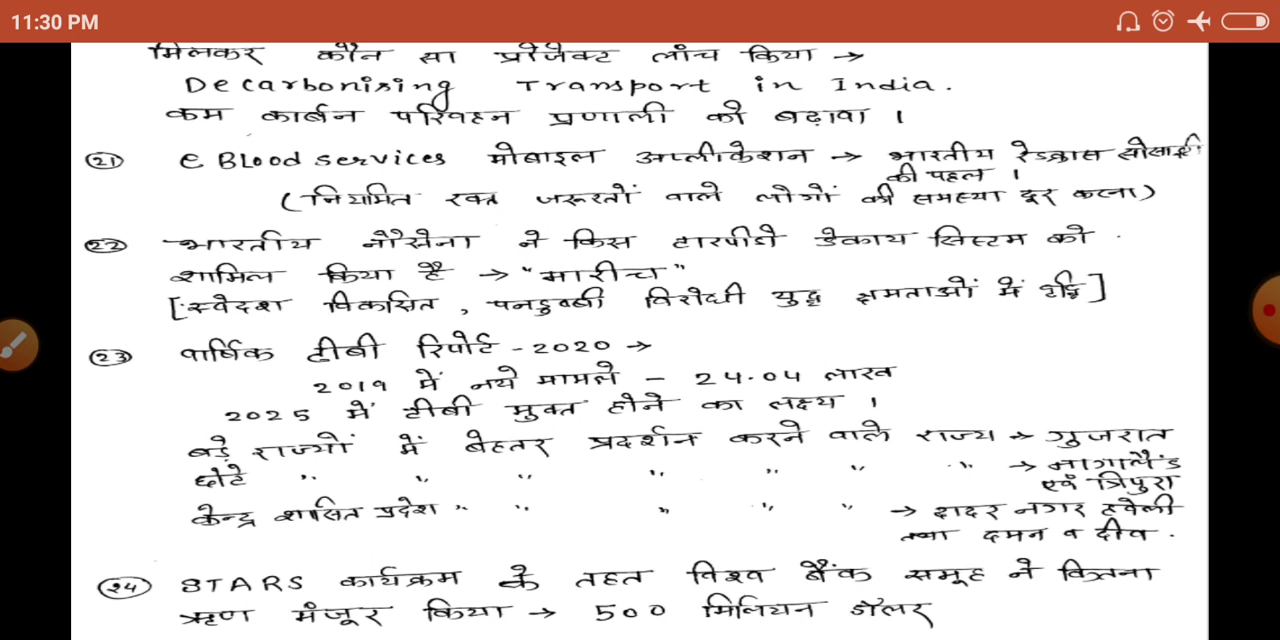 11:30 PM
मिलकर कौन सा प्रोजेक्ट लाँच किया →
Decarbonising Transport in India.
कम कार्बन परिवहन प्रणाली को बढ़ावा ।
(21) e Blood services मोबाइल अप्लीकेशन → भारतीय रेडक्रास सोसाइटी
की पहल ।
(नियमित रक्त जरूरतों वाले लोगों की समस्या दूर करना)
(22) भारतीय नौसेना ने किस टारपीडो डेकाय सिस्टम को
शामिल किया है → "मारीच"
[स्वदेश विकसित, पनडुब्बी विरोधी युद्ध क्षमताओं में वृद्धि]
(23) वार्षिक टीबी रिपोर्ट - 2020 →
2019 में नये मामले - 24.04 लाख
2025 में टीबी मुक्त होने का लक्ष्य ।
बड़े राज्यों में बेहतर प्रदर्शन करने वाले राज्य → गुजरात
छोटे " " " " " " " → नागालैंड
एवं त्रिपुरा
केन्द्र शासित प्रदेश " " " " " → दादर नगर हवेली
तथा दमन व दीव .
(24) STARS कार्यक्रम के तहत विश्व बैंक समूह ने कितना
ऋण मंजूर किया → 500 मिलियन डॉलर